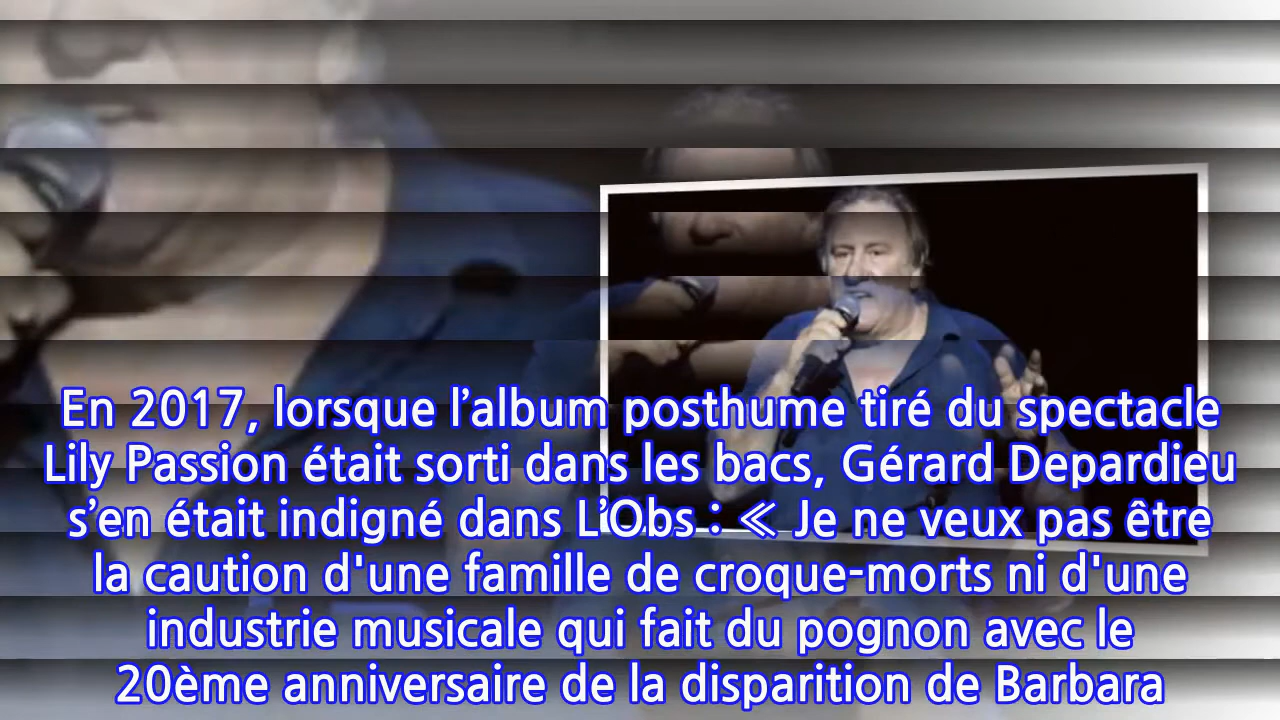 En 2017, lorsque l’album posthume tiré du spectacle
Lily Passion était sorti dans les bacs, Gérard Depardieu
s’en était indigné dans L’Obs : ≪ Je ne veux pas être
la caution d'une famille de croque-morts ni d'une
industrie musicale qui fait du pognon avec le
20ème anniversaire de la disparition de Barbara